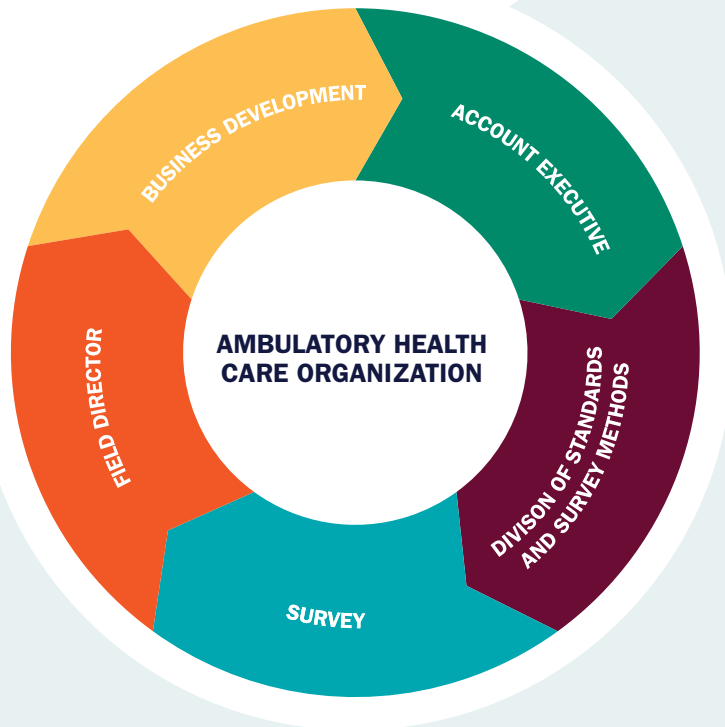 BUSINESS DEVELOPMENT
ACCOUNT EXECUTIVE
DIVISON OF STANDARDS
AND SURVEY METHODS
SURVEY
FIELD DIRECTOR
AMBULATORY HEALTH
CARE ORGANIZATION